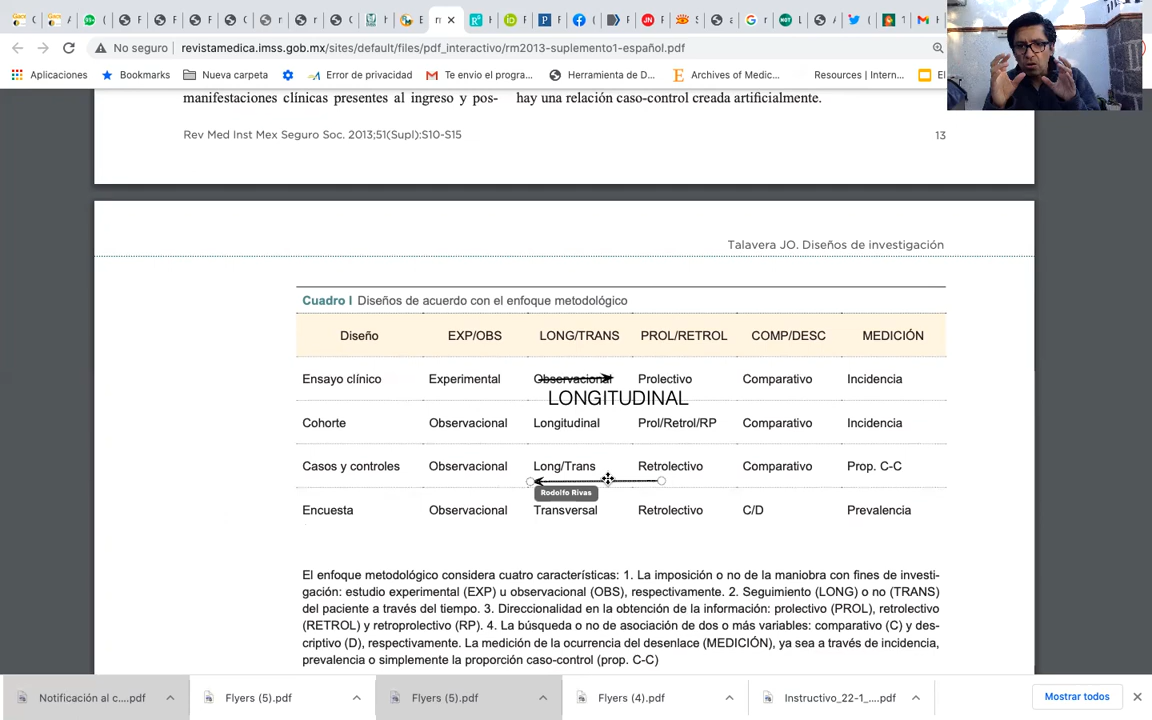 No seguro
revistamedica.imss.gob.mx/sites/default/files/pdf_interactivo/rm2013-suplemento1-español.pdf
Aplicaciones
Bookmarks
Nueva carpeta
Error de privacidad
Te envio el progra...
Herramienta de D...
Archives of Medic...
Resources | Intern...
manifestaciones clínicas presentes al ingreso y pos-
hay una relación caso-control creada artificialmente.
Rev Med Inst Mex Seguro Soc. 2013;51(Supl):S10-S15
13
Talavera JO. Diseños de investigación
Cuadro I Diseños de acuerdo con el enfoque metodológico
Diseño EXP/OBS LONG/TRANS PROL/RETROL COMP/DESC MEDICIÓN
Ensayo clínico Experimental Observacional Prolectivo Comparativo Incidencia
LONGITUDINAL
Cohorte Observacional Longitudinal Prol/Retrol/RP Comparativo Incidencia
Casos y controles Observacional Long/Trans Retrolectivo Comparativo Prop. C-C
Rodolfo Rivas
Encuesta Observacional Transversal Retrolectivo C/D Prevalencia
El enfoque metodológico considera cuatro características: 1. La imposición o no de la maniobra con fines de investi-
gación: estudio experimental (EXP) u observacional (OBS), respectivamente. 2. Seguimiento (LONG) o no (TRANS)
del paciente a través del tiempo. 3. Direccionalidad en la obtención de la información: prolectivo (PROL), retrolectivo
(RETROL) y retroprolectivo (RP). 4. La búsqueda o no de asociación de dos o más variables: comparativo (C) y des-
criptivo (D), respectivamente. La medición de la ocurrencia del desenlace (MEDICIÓN), ya sea a través de incidencia,
prevalencia o simplemente la proporción caso-control (prop. C-C)
Notificación al c....pdf
Flyers (5).pdf
Flyers (5).pdf
Flyers (4).pdf
Instructivo_22-1_....pdf
Mostrar todos